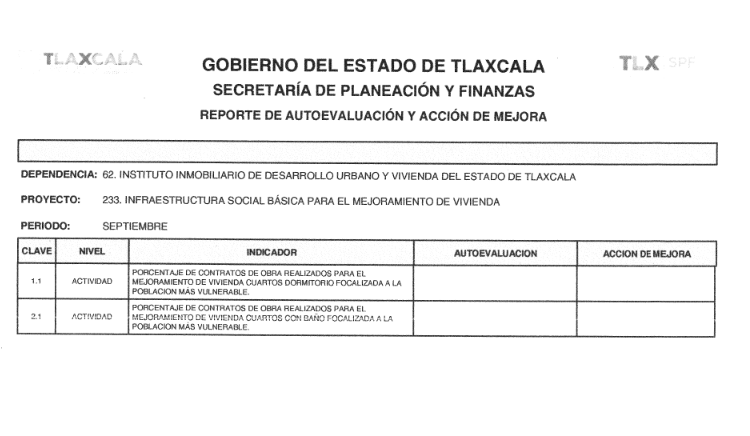 TLAXCALA
GOBIERNO DEL ESTADO DE TLAXCALA
TLX SPF
SECRETARÍA DE PLANEACIÓN Y FINANZAS
REPORTE DE AUTOEVALUACIÓN Y ACCIÓN DE MEJORA
DEPENDENCIA: 62. INSTITUTO INMOBILIARIO DE DESARROLLO URBANO Y VIVIENDA DEL ESTADO DE TLAXCALA
PROYECTO: 233. INFRAESTRUCTURA SOCIAL BÁSICA PARA EL MEJORAMIENTO DE VIVIENDA
PERIODO: SEPTIEMBRE
CLAVE NIVEL INDICADOR AUTOEVALUACION ACCION DE MEJORA
1.1 ACTIVIDAD PORCENTAJE DE CONTRATOS DE OBRA REALIZADOS PARA EL
MEJORAMIENTO DE VIVIENDA CUARTOS DORMITORIO FOCALIZADA A LA
POBLACION MÁS VULNERABLE.
2.1 ACTIVIDAD PORCENTAJE DE CONTRATOS DE OBRA REALIZADOS PARA EL
MEJORAMIENTO DE VIVIENDA CUARTOS CON BAÑO FOCALIZADA A LA
POBLACION MÁS VULNERABLE.